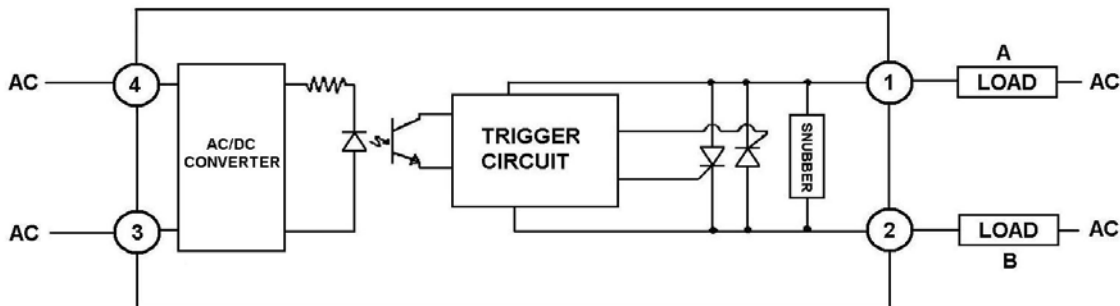 A
AC
4
1
LOAD
AC
AC/DC
CONVERTER
TRIGGER
CIRCUIT
SNUBBER
AC
3
2
LOAD
AC
B